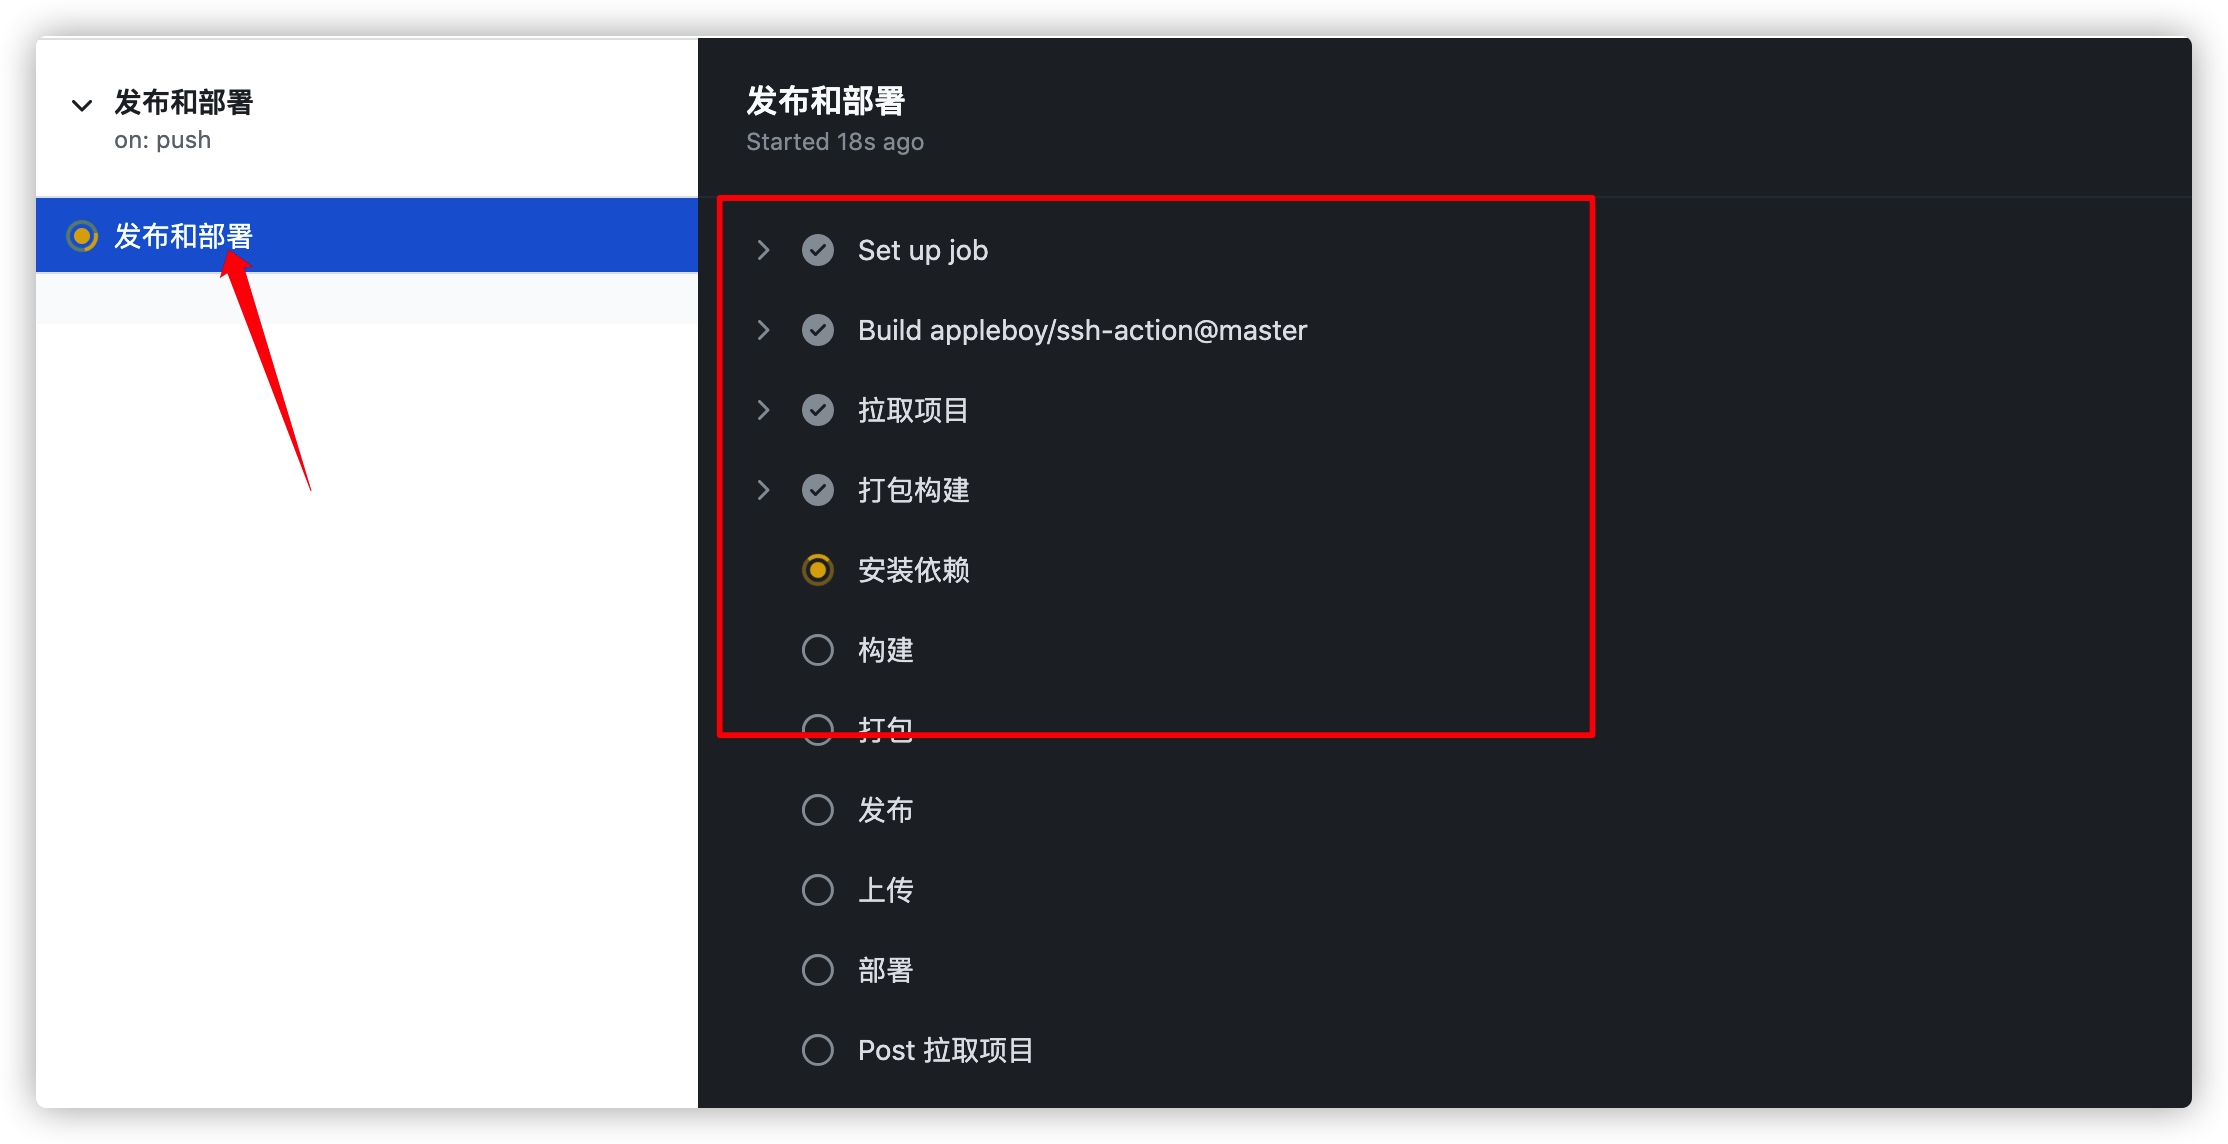 发布和部署
on: push
发布和部署
发布和部署
Started 18s ago
Set up job
Build appleboy/ssh-action@master
拉取项目
打包构建
安装依赖
构建
打包
发布
上传
部署
Post 拉取项目